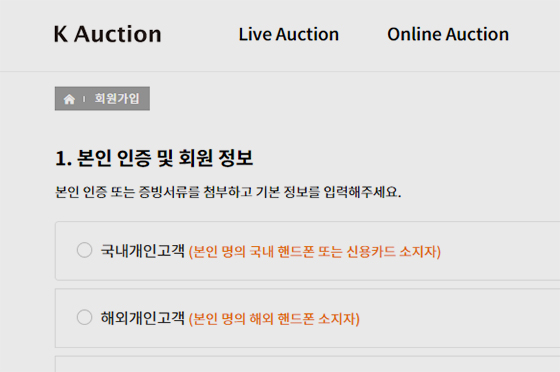 K Auction
Live Auction
Online Auction
회원가입
1. 본인 인증 및 회원 정보
본인 인증 또는 증빙서류를 첨부하고 기본 정보를 입력해주세요.
국내개인고객 (본인 명의 국내 핸드폰 또는 신용카드 소지자)
해외개인고객 (본인 명의 해외 핸드폰 소지자)